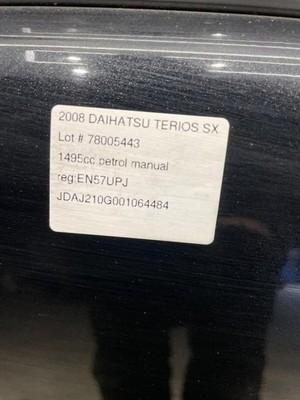 2008 DAIHATSU TERIOS SX
Lot # 78005443
1495cc petrol manual
reg:EN57UPJ
JDAJ210G001064484